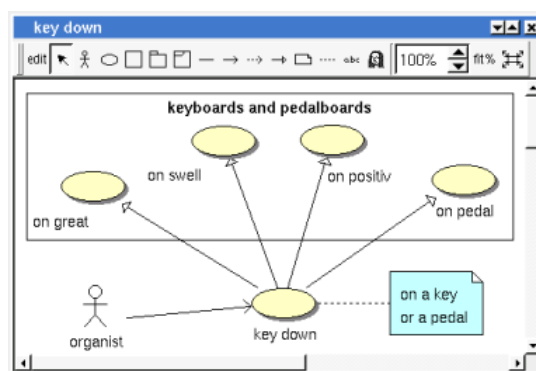 key down
edit
abc
100%
fit%
keyboards and pedalboards
on swell
on positiv
on great
on pedal
on a key
or a pedal
organist
key down